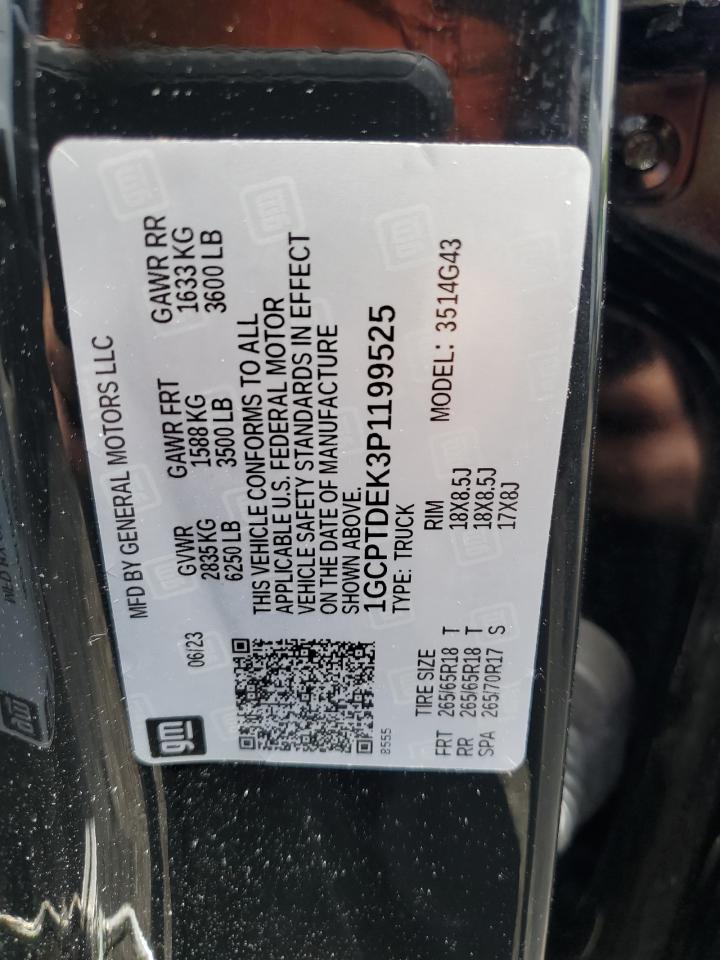 gm
06/23
MFD BY GENERAL MOTORS LLC
GVWR GAWR FRT GAWR RR
2835KG 1588 KG 1633 KG
6250 LB 3500 LB 3600 LB
THIS VEHICLE CONFORMS TO ALL
APPLICABLE U.S. FEDERAL MOTOR
VEHICLE SAFETY STANDARDS IN EFFECT
ON THE DATE OF MANUFACTURE
SHOWN ABOVE.
1GCPTDEK3P1199525
TYPE: TRUCK MODEL: 3514G43
8555
TIRE SIZE RIM
FRT 265/65R18 T 18X8.5J
RR 265/65R18 T 18X8.5J
SPA 265/70R17 S 17X8J
gm